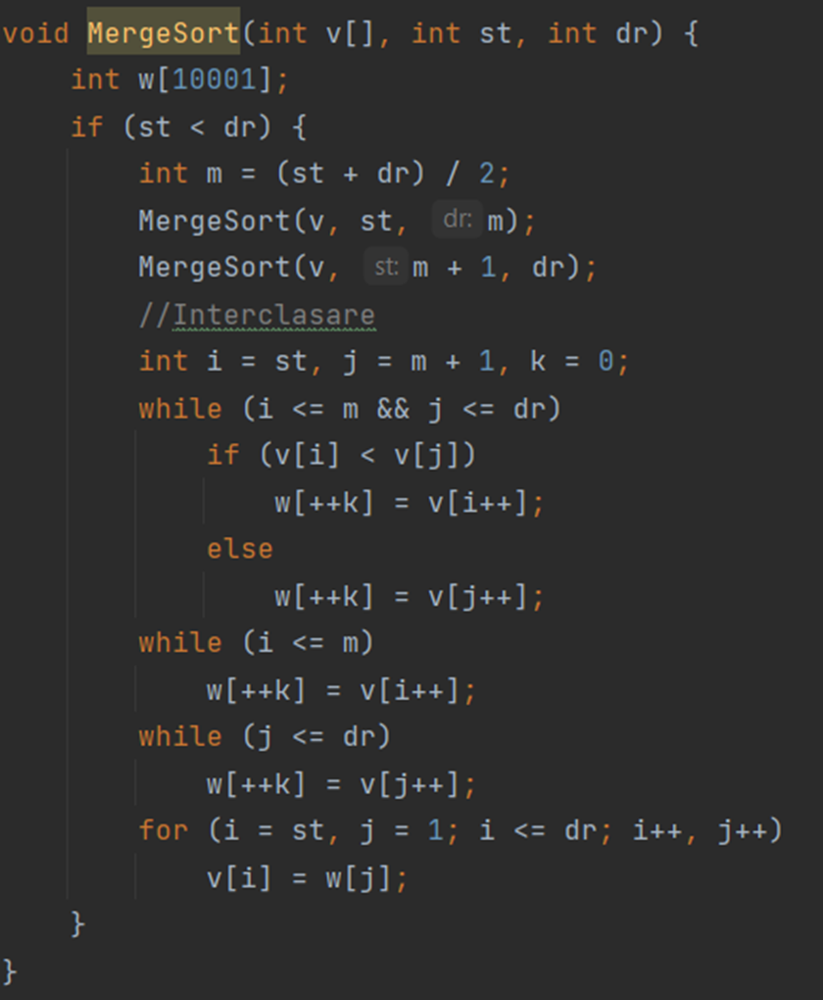 void MergeSort(int v[], int st, int dr) {
int w[10001];
if (st < dr) {
int m = (st + dr) / 2;
MergeSort(v, st, dr: m);
MergeSort(v, st: m + 1, dr);
//Interclasare
int i = st, j = m + 1, k = 0;
while (i <= m && j <= dr)
if (v[i] < v[j])
w[++k] = v[i++];
else
w[++k] = v[j++];
while (i <= m)
w[++k] = v[i++];
while (j <= dr)
w[++k] = v[j++];
for (i = st, j = 1; i <= dr; i++, j++)
v[i] = w[j];
}
}